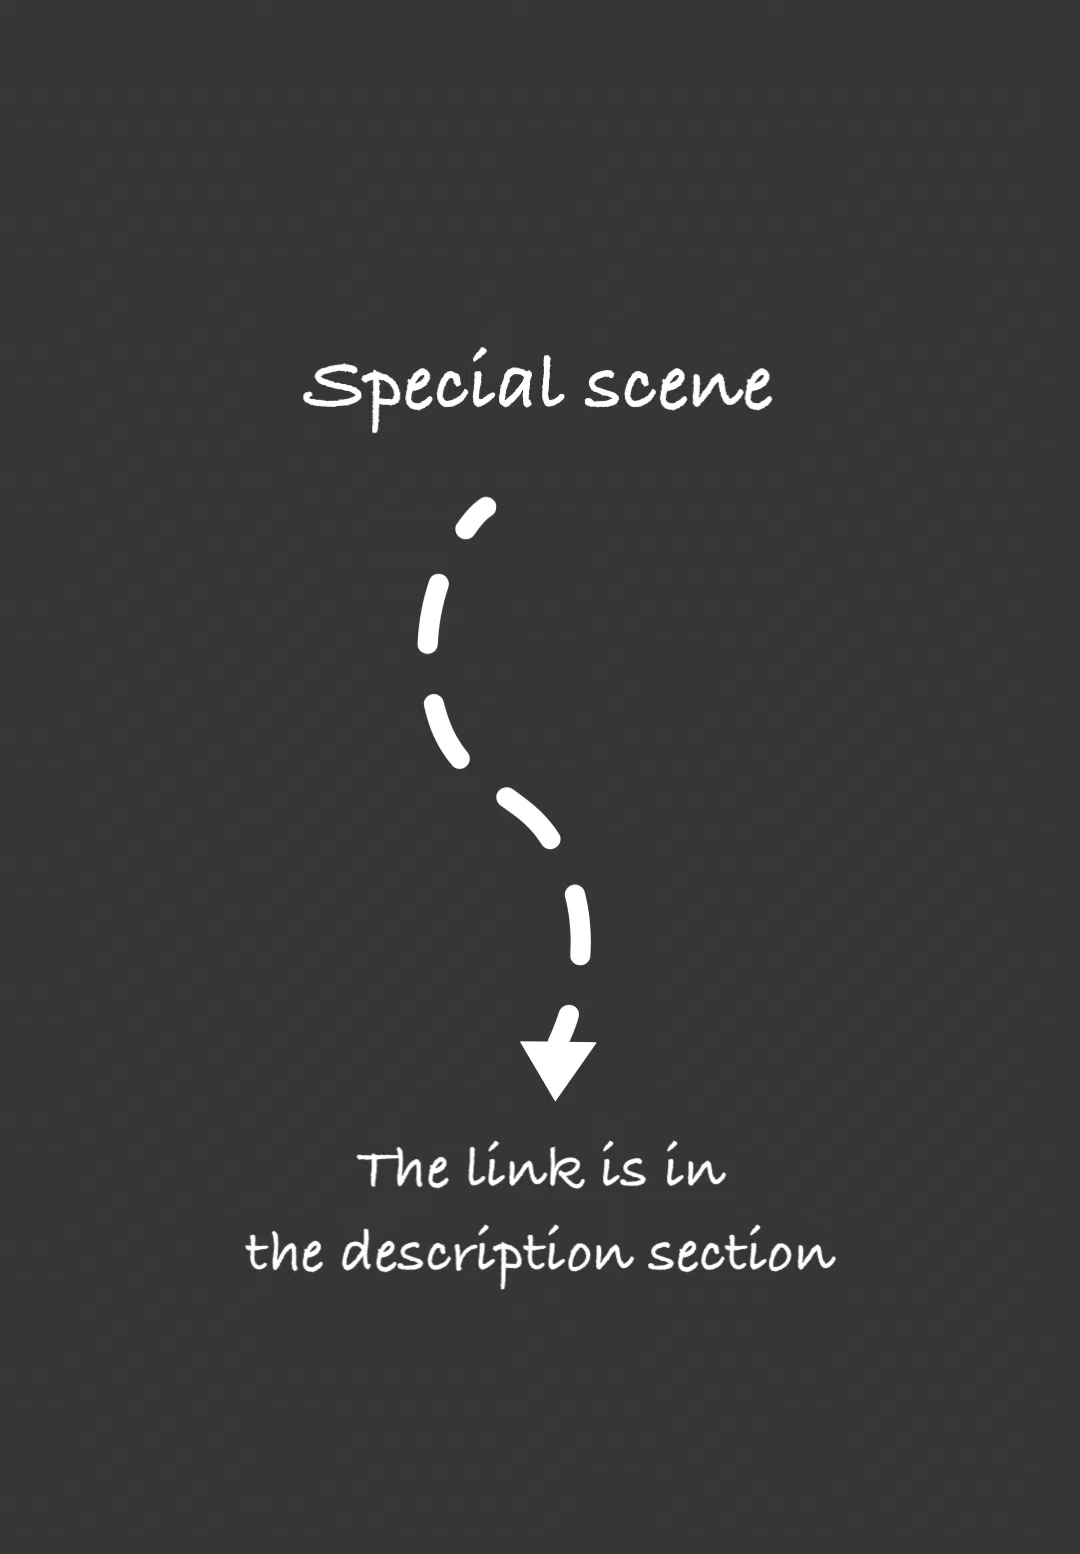 Special scene
The link is in
the description section